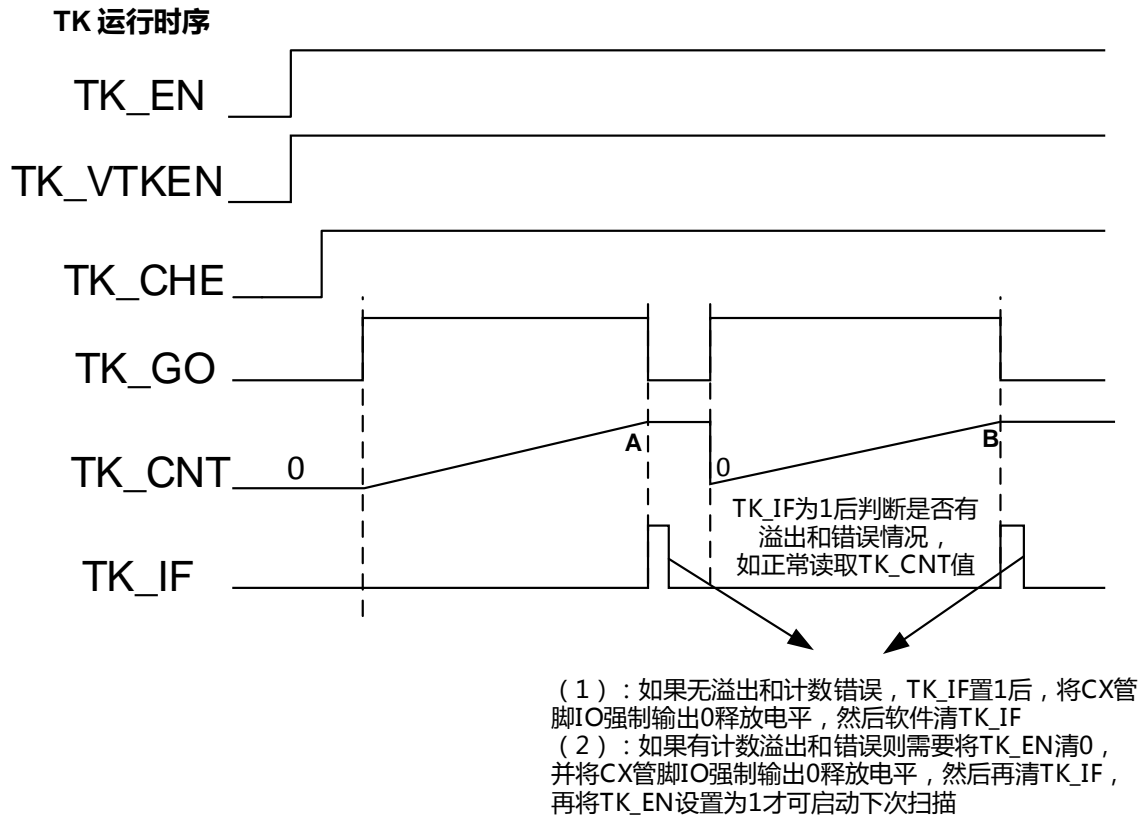 TK 运行时序
TK_EN
TK_VTKEN
TK_CHE
TK_GO
TK_CNT
0
A
0
B
TK_IF为1后判断是否有
溢出和错误情况，
如正常读取TK_CNT值
TK_IF
（1）：如果无溢出和计数错误，TK_IF置1后，将CX管
脚IO强制输出0释放电平，然后软件清TK_IF
（2）：如果有计数溢出和错误则需要将TK_EN清0，
并将CX管脚IO强制输出0释放电平，然后再清TK_IF，
再将TK_EN设置为1才可启动下次扫描